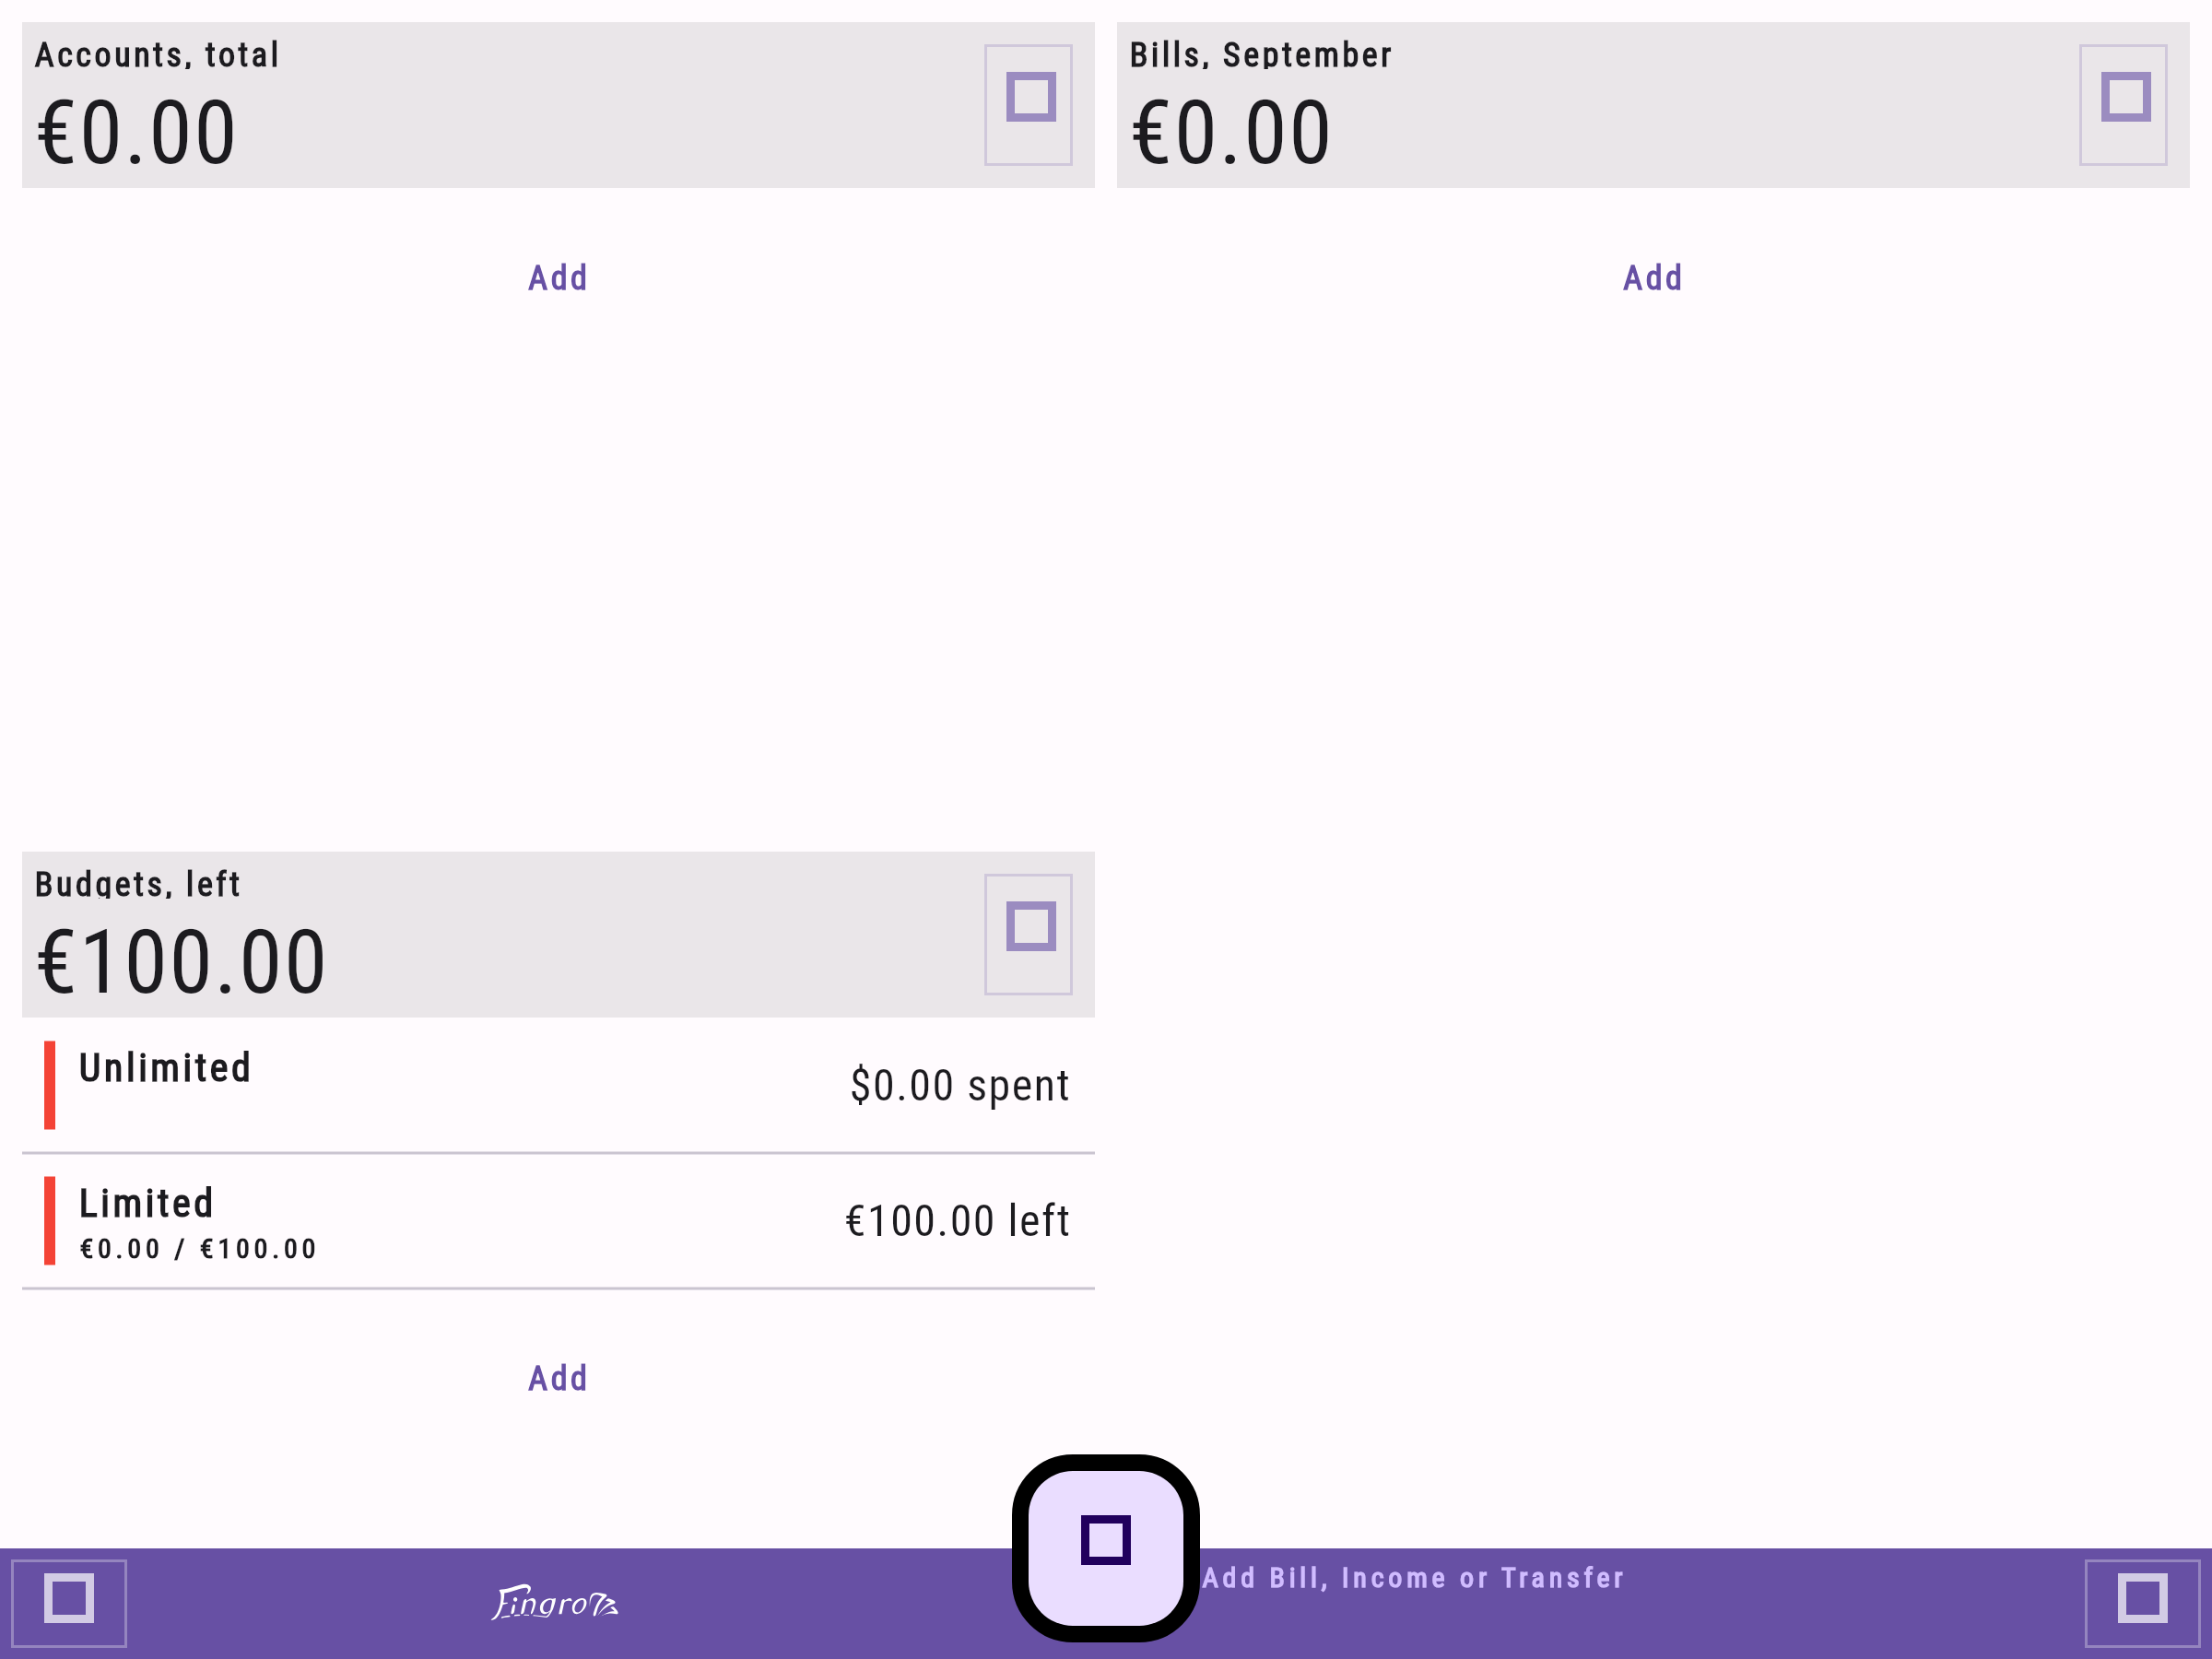 Accounts, total
€0.00
Add
Bills, September
€0.00
Add
Budgets, left
€100.00
Unlimited
$0.00 spent
Limited
€0.00 / €100.00
€100.00 left
Add
Add Bill, Income or Transfer
Fingrom